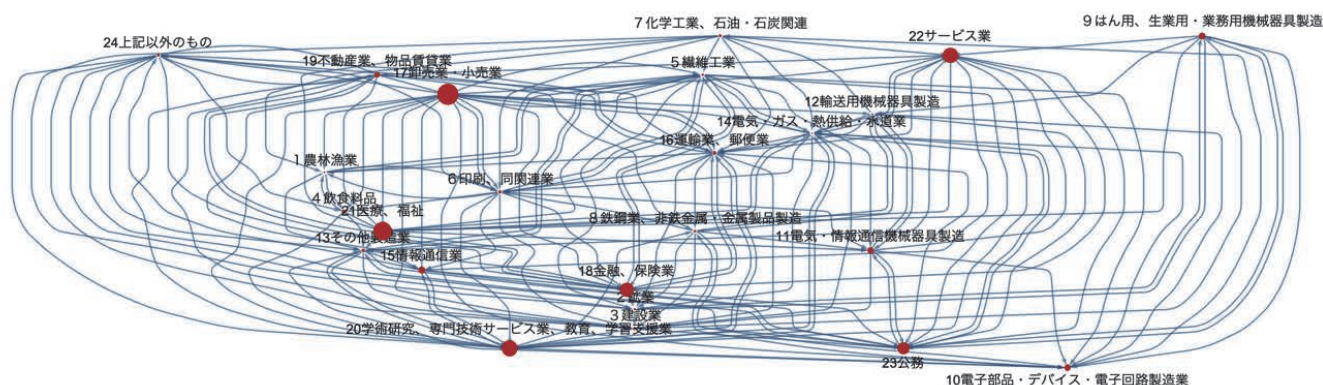 7化学工業、石油・石炭関連
9はん用、生業用・業務用機械器具製造
24上記以外のもの
22サービス業
19不動産業、物品賃貸業
5繊維工業
17卸売業・小売業
12輸送用機械器具製造
14電気・ガス・熱供給・水道業
16運輸業、郵便業
1農林漁業
6印刷、同関連業
4飲食料品
21医療、福祉
8鉄鋼業、非鉄金属・金属製品製造
13その他製造業
11電気・情報通信機械器具製造
15情報通信業
18金融、保険業
2鉱業
3建設業
20学術研究、専門技術サービス業、教育、学習支援業
23公務
10電子部品・デバイス・電子回路製造業